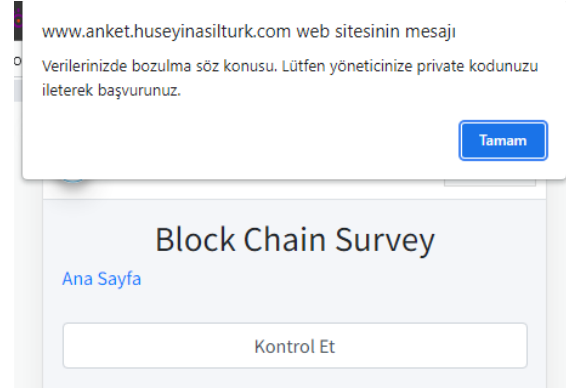 www.anket.huseyinasilturk.com web sitesinin mesajı
Verilerinizde bozulma söz konusu. Lütfen yöneticinize private kodunuzu
ileterek başvurunuz.
Tamam
Block Chain Survey
Ana Sayfa
Kontrol Et